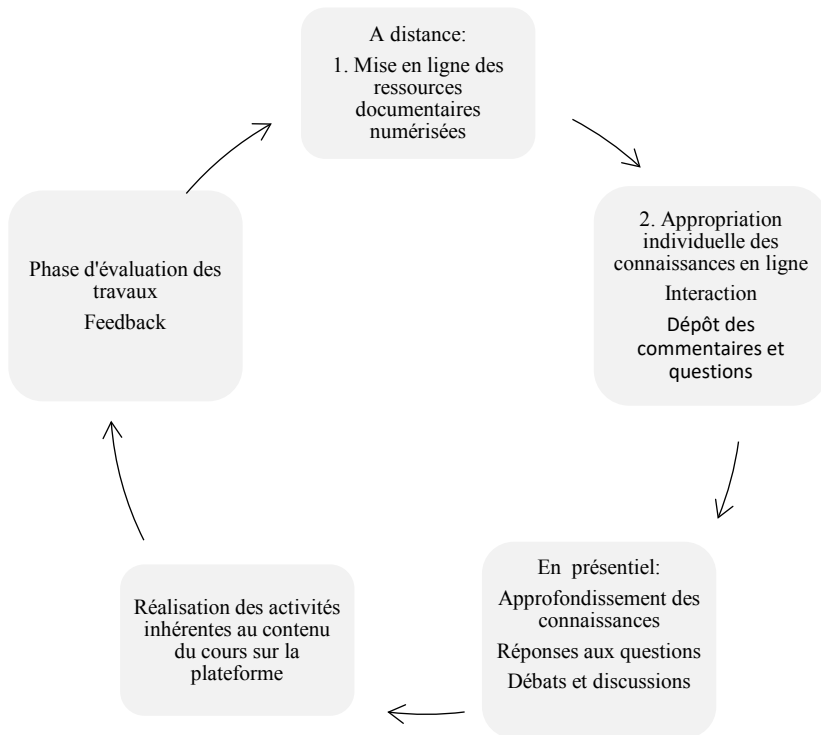 A distance:
1. Mise en ligne des
ressources
documentaires
numérisées
2. Appropriation
individuelle des
connaissances en ligne
Interaction
Dépôt des
commentaires et
questions
En présentiel:
Approfondissement des
connaissances
Réponses aux questions
Débats et discussions
Réalisation des activités
inhérentes au contenu
du cours sur la
plateforme
Phase d'évaluation des
travaux
Feedback